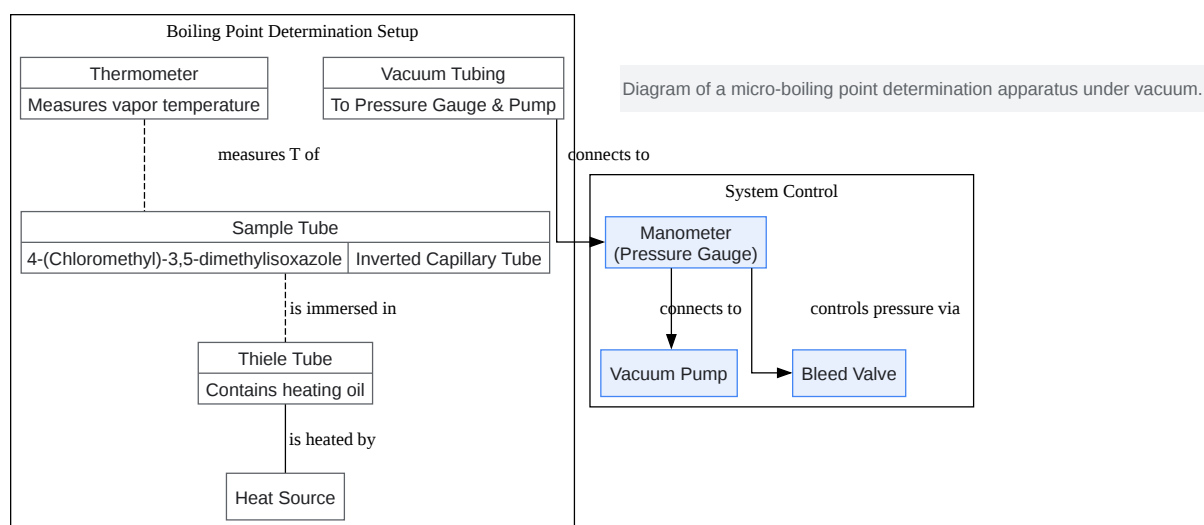 Boiling Point Determination Setup
Thermometer
Measures vapor temperature
Vacuum Tubing
To Pressure Gauge & Pump
Diagram of a micro-boiling point determination apparatus under vacuum.
measures T of
connects to
System Control
Sample Tube
4-(Chloromethyl)-3,5-dimethylisoxazole
Inverted Capillary Tube
Manometer
(Pressure Gauge)
is immersed in
connects to
controls pressure via
Thiele Tube
Contains heating oil
Vacuum Pump
Bleed Valve
is heated by
Heat Source